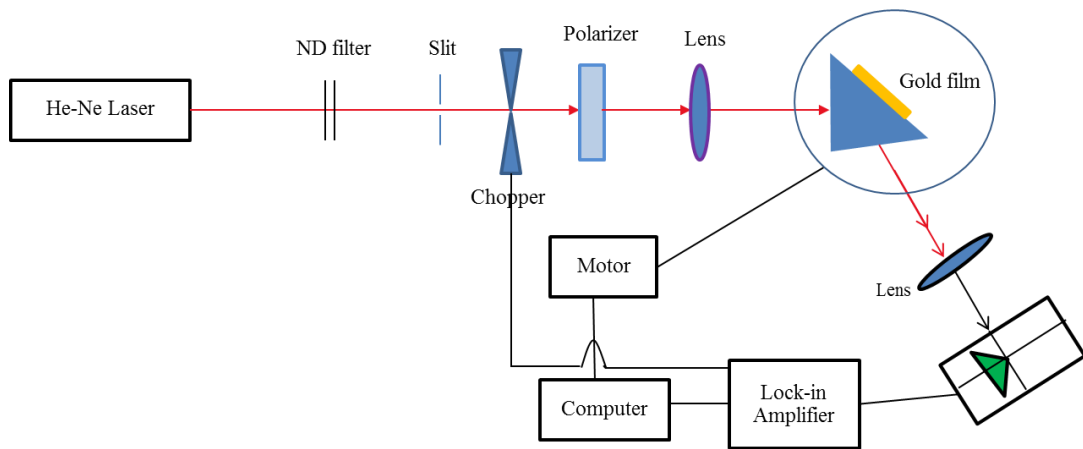 He-Ne Laser
ND filter
Slit
Chopper
Polarizer
Lens
Gold film
Motor
Lens
Computer
Lock-in
Amplifier